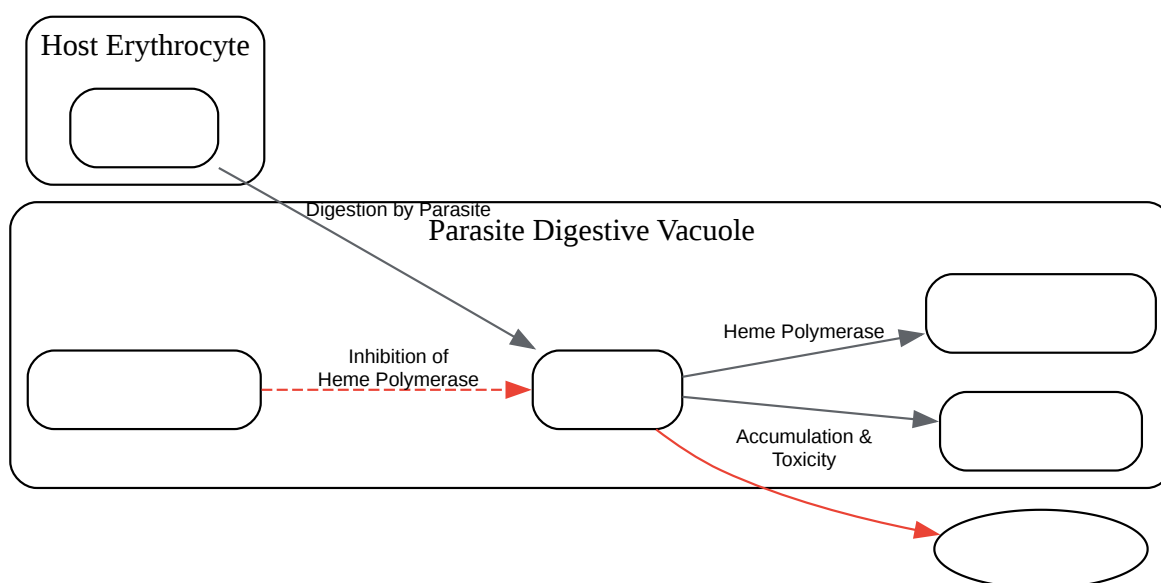 Host Erythrocyte
Digestion by Parasite
Parasite Digestive Vacuole
Inhibition of
Heme Polymerase
Heme Polymerase
Accumulation &
Toxicity